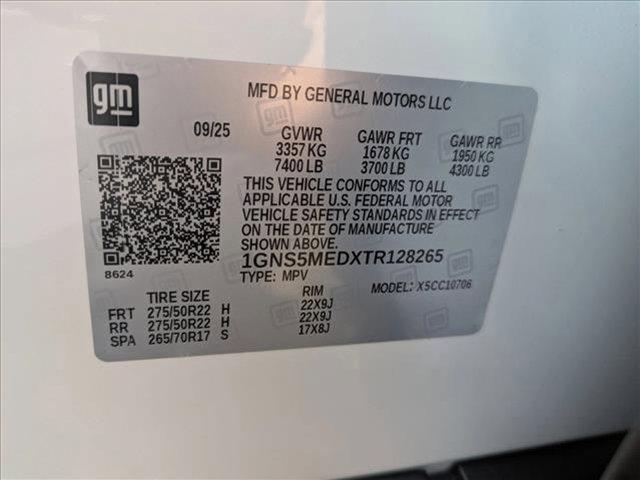 gm
MFD BY GENERAL MOTORS LLC
09/25 GVWR GAWR FRT GAWR RR
3357 KG 1678 KG 1950 KG
7400 LB 3700 LB 4300 LB
THIS VEHICLE CONFORMS TO ALL
APPLICABLE U.S. FEDERAL MOTOR
VEHICLE SAFETY STANDARDS IN EFFECT
ON THE DATE OF MANUFACTURE
SHOWN ABOVE.
8624 1GNS5MEDXTR128265
TYPE: MPV MODEL: X5CC10706
TIRE SIZE RIM
FRT 275/50R22 H 22X9J
RR 275/50R22 H 22X9J
SPA 265/70R17 S 17X8J